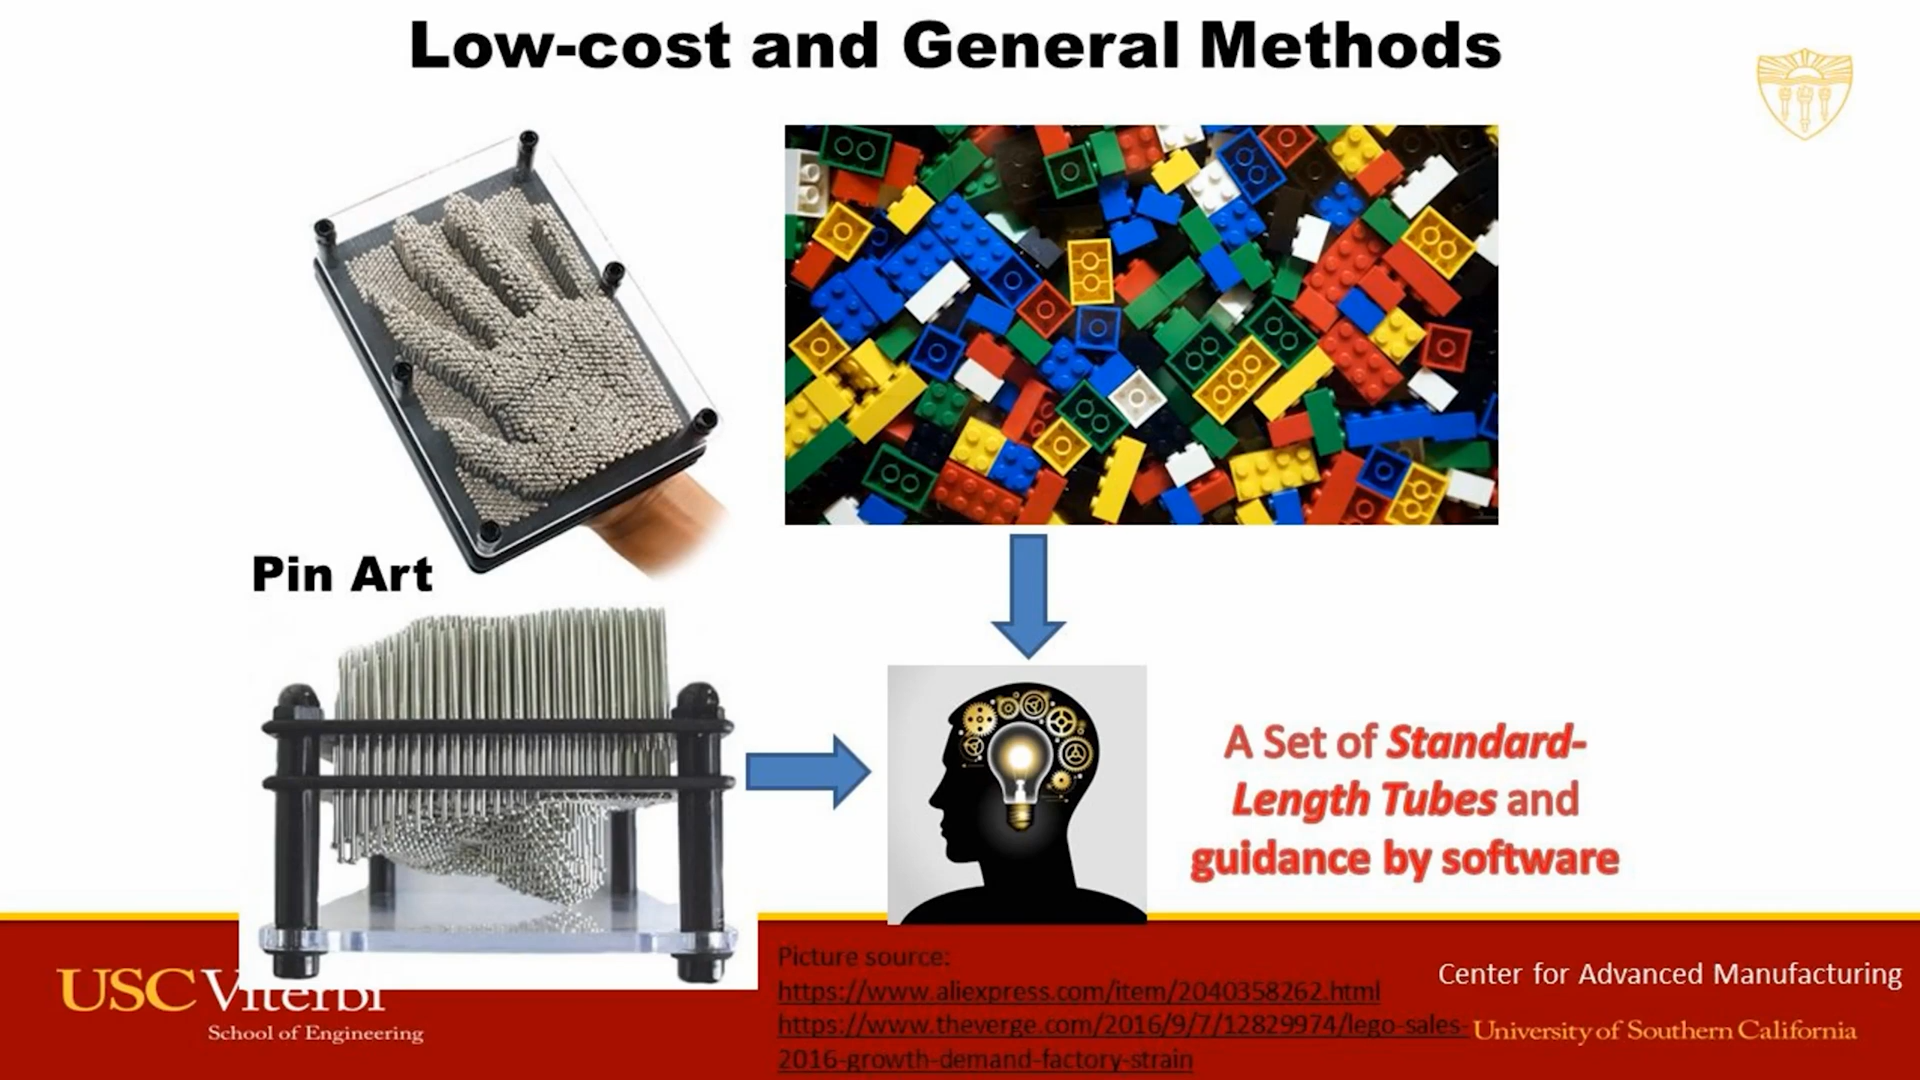 Low-cost and General Methods
Pin Art
A Set of Standard-
Length Tubes and
guidance by software
Picture source:
https://www.aliexpress.com/item/2040358262.html
https://www.theverge.com/2016/9/7/12829974/lego-sales-
2016-growth-demand-factory-strain
USC Viterbi
School of Engineering
Center for Advanced Manufacturing
University of Southern California